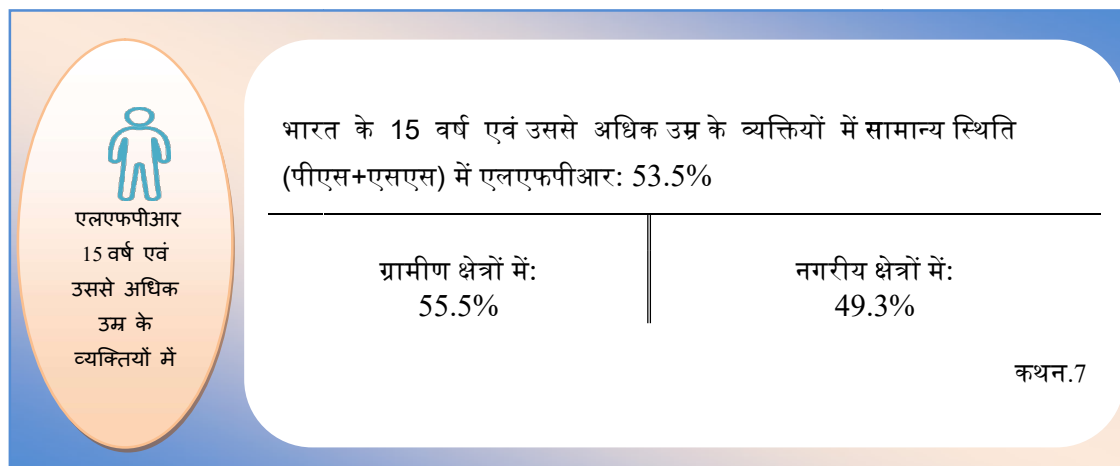 एलएफपीआर
15 वर्ष एवं
उससे अधिक
उम्र के
व्यक्तियों में
भारत के 15 वर्ष एवं उससे अधिक उम्र के व्यक्तियों में सामान्य स्थिति
(पीएस+एसएस) में एलएफपीआर: 53.5%
ग्रामीण क्षेत्रों में:
55.5%
नगरीय क्षेत्रों में:
49.3%
कथन.7